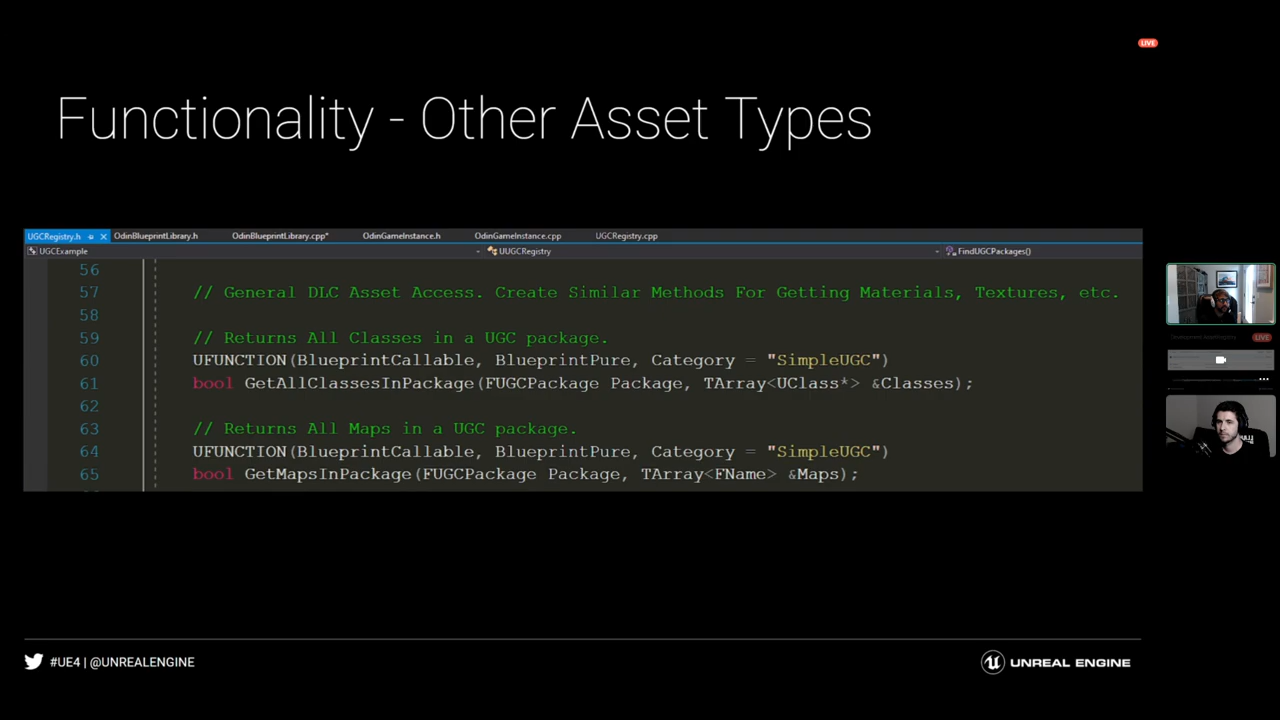 LIVE
Functionality - Other Asset Types
UGCRegistry.h
OdinBlueprintLibrary.h
OdinBlueprintLibrary.cpp*
OdinGameInstance.h
OdinGameInstance.cpp
UGCRegistry.cpp
UGCExample
UUGCRegistry
FindUGCPackages()
56
57 // General DLC Asset Access. Create Similar Methods For Getting Materials, Textures, etc.
58
59 // Returns All Classes in a UGC package.
60 UFUNCTION(BlueprintCallable, BlueprintPure, Category = "SimpleUGC")
61 bool GetAllClassesInPackage(FUGCPackage Package, TArray<UClass*> &Classes);
62
63 // Returns All Maps in a UGC package.
64 UFUNCTION(BlueprintCallable, BlueprintPure, Category = "SimpleUGC")
65 bool GetMapsInPackage(FUGCPackage Package, TArray<FName> &Maps);
LIVE
#UE4 | @UNREALENGINE
UNREAL ENGINE